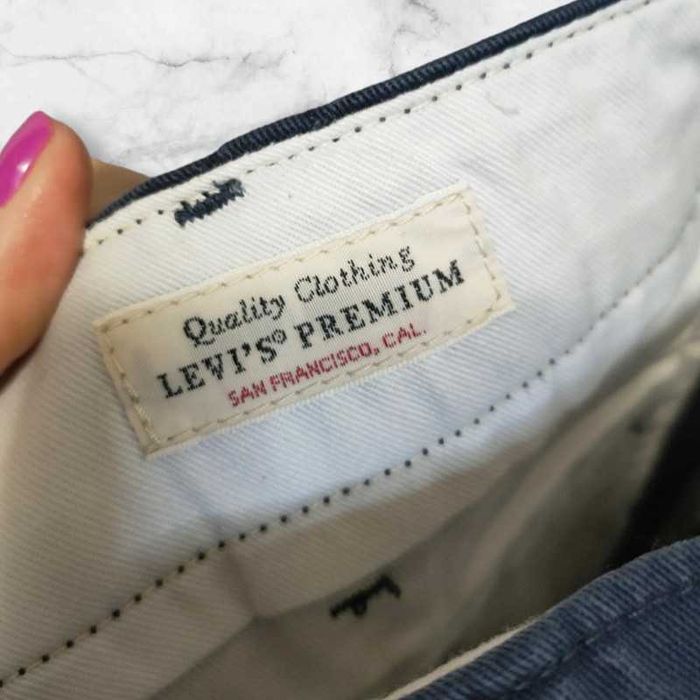 Quality Clothing
LEVI'S® PREMIUM
SAN FRANCISCO, CAL.